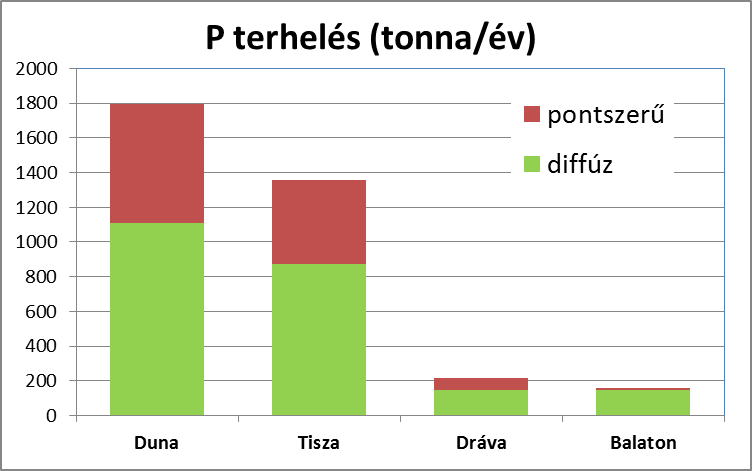 P terhelés (tonna/év)
2000
1800
1600
1400
1200
1000
800
600
400
200
0
pontszerű
diffúz
Duna Tisza Dráva Balaton